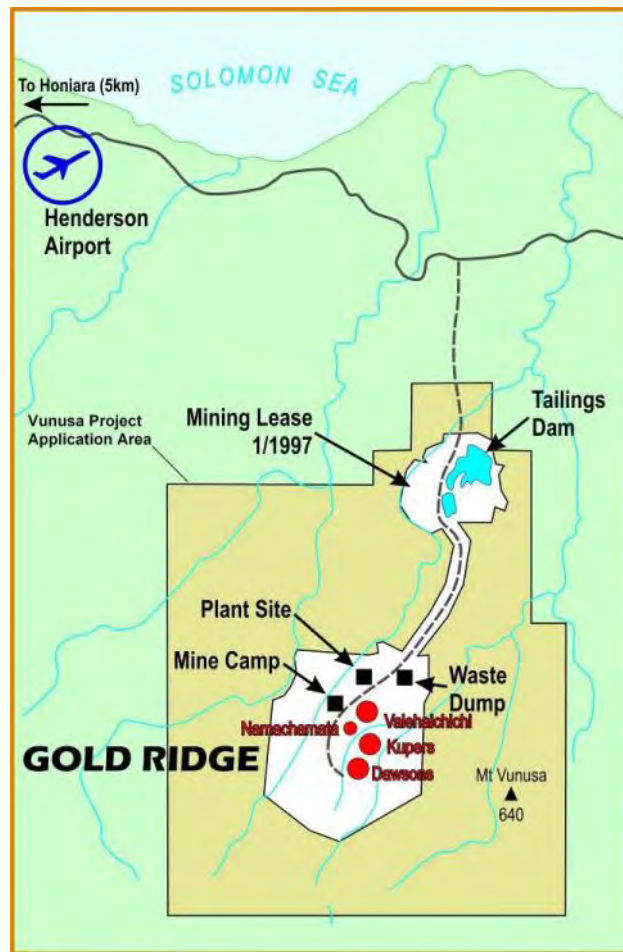 SOLOMON SEA
To Honiara (5km)
Henderson
Airport
Mining Lease
1/1997
Tailings
Dam
Vunusa Project
Application Area
Plant Site
Mine Camp
Waste
Dump
Namachamata
Valehaichichi
Kupers
GOLD RIDGE
Dawsons
Mt Vunusa
640